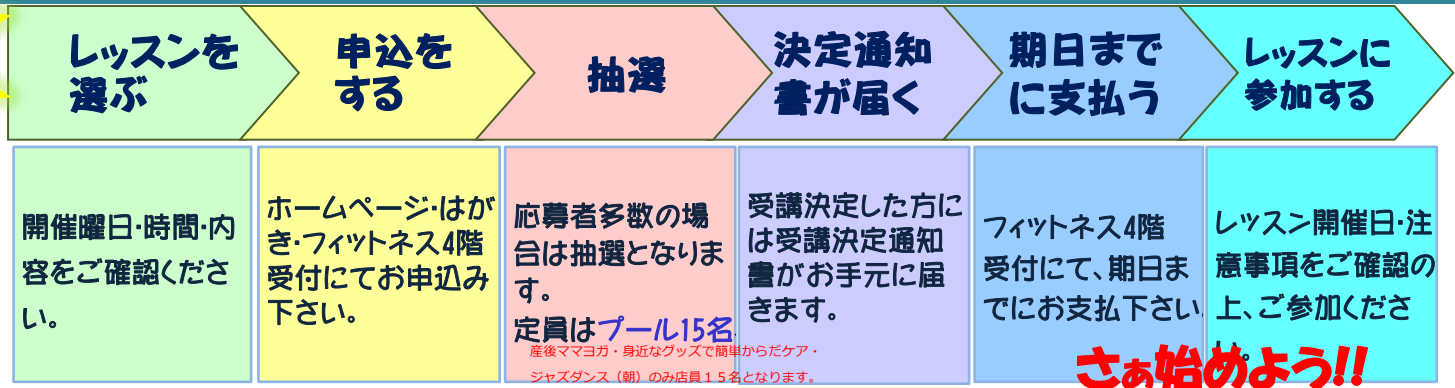 レッスンを
選ぶ
申込を
する
抽選
決定通知
書が届く
期日まで
に支払う
レッスンに
参加する
開催曜日・時間・内
容をご確認くださ
い。
ホームページ・はが
き・フィットネス4階
受付にてお申込み
下さい。
応募者多数の場
合は抽選となりま
す。
定員はプール15名
産後ママヨガ・身近なグッズで簡単からだケア・
ジャズダンス（朝）のみ店員１５名となります。
受講決定した方に
は受講決定通知
書がお手元に届
きます。
フィットネス4階
受付にて、期日ま
でにお支払下さい
レッスン開催日・注
意事項をご確認の
上、ご参加くださ
い。
さぁ始めよう!!